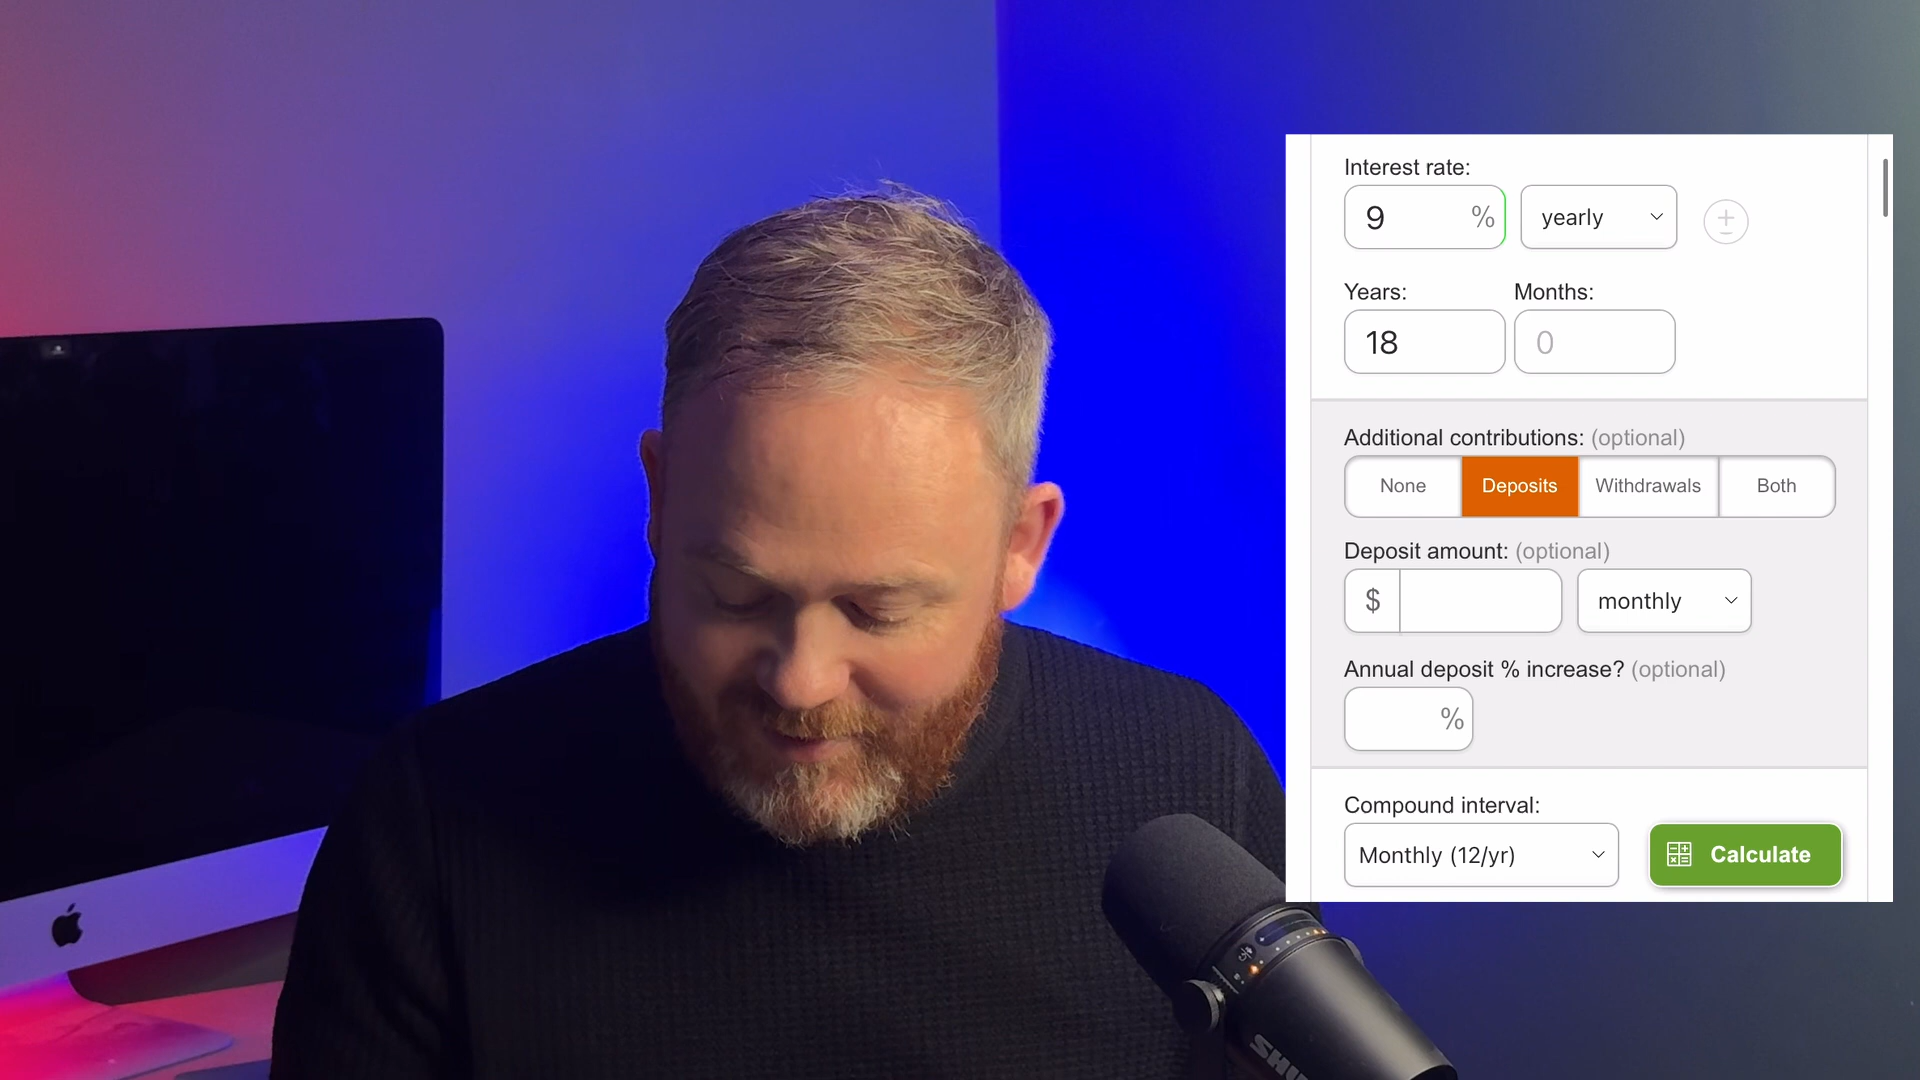 Interest rate:
9 % yearly
Years: Months:
18 0
Additional contributions: (optional)
None Deposits Withdrawals Both
Deposit amount: (optional)
$ monthly
Annual deposit % increase? (optional)
%
Compound interval:
Monthly (12/yr) Calculate